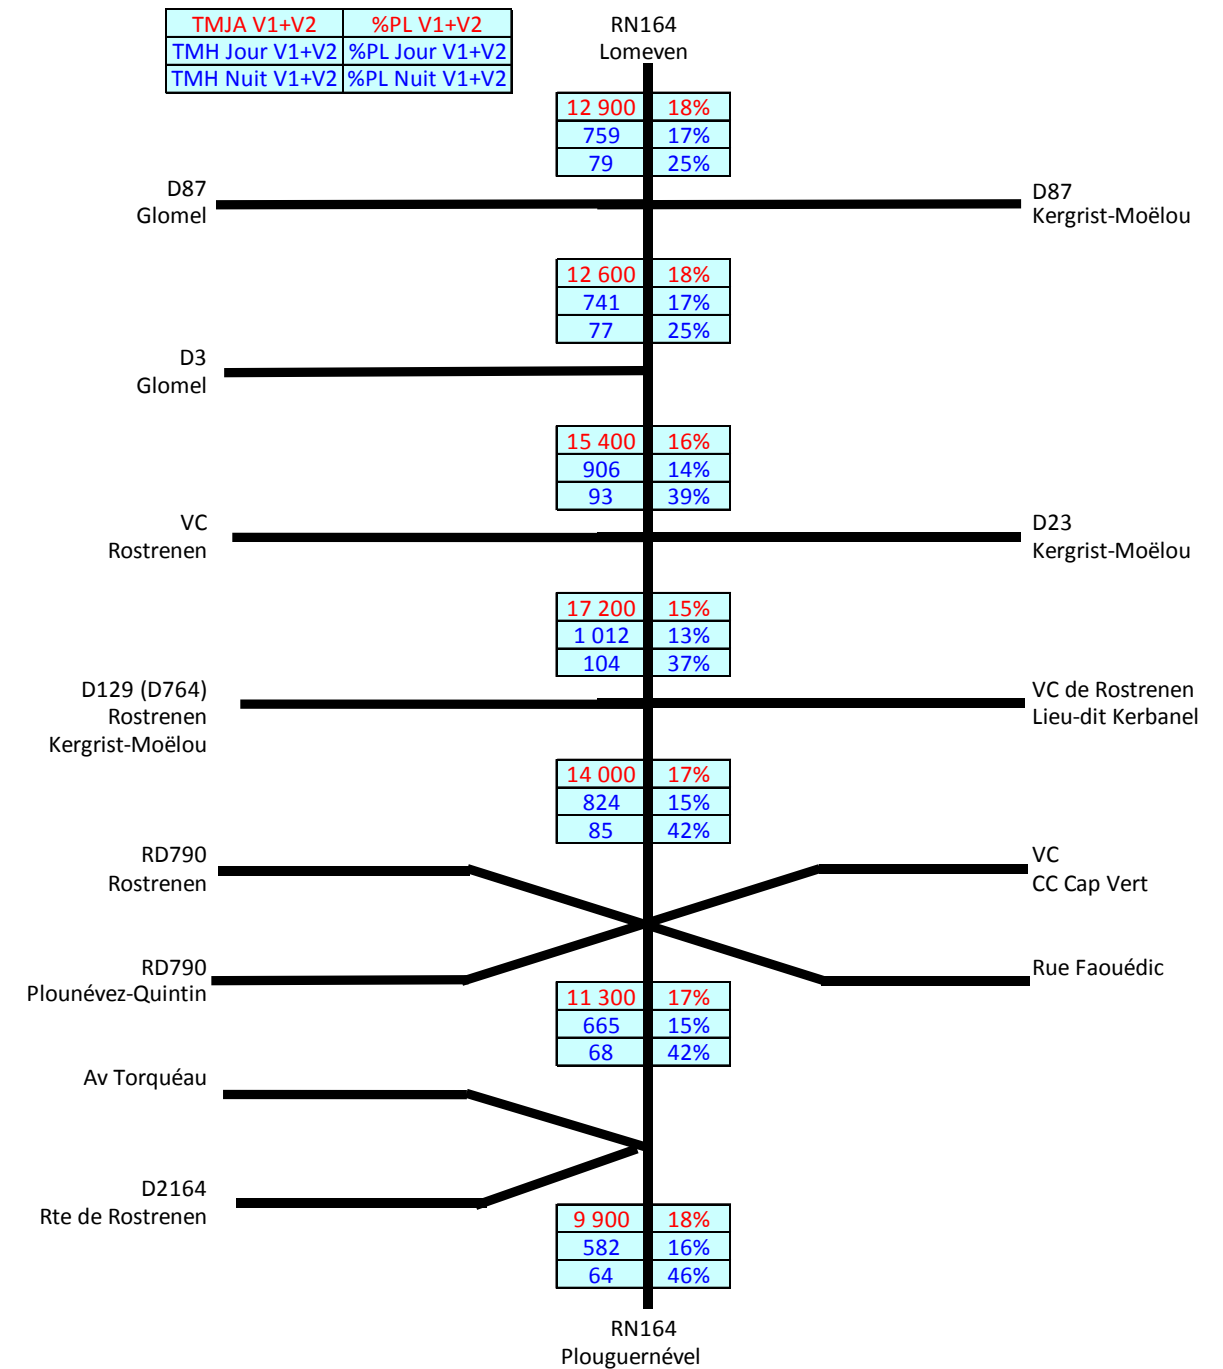 TMJA V1+V2 %PL V1+V2
TMH Jour V1+V2 %PL Jour V1+V2
TMH Nuit V1+V2 %PL Nuit V1+V2
RN164
Lomeven
12 900 18%
759 17%
79 25%
D87
Glomel
D87
Kergrist-Moëlou
12 600 18%
741 17%
77 25%
D3
Glomel
15 400 16%
906 14%
93 39%
VC
Rostrenen
D23
Kergrist-Moëlou
17 200 15%
1 012 13%
104 37%
D129 (D764)
Rostrenen
Kergrist-Moëlou
VC de Rostrenen
Lieu-dit Kerbanel
14 000 17%
824 15%
85 42%
RD790
Rostrenen
VC
CC Cap Vert
RD790
Plounévez-Quintin
Rue Faouédic
11 300 17%
665 15%
68 42%
Av Torquéau
D2164
Rte de Rostrenen
9 900 18%
582 16%
64 46%
RN164
Plouguernével